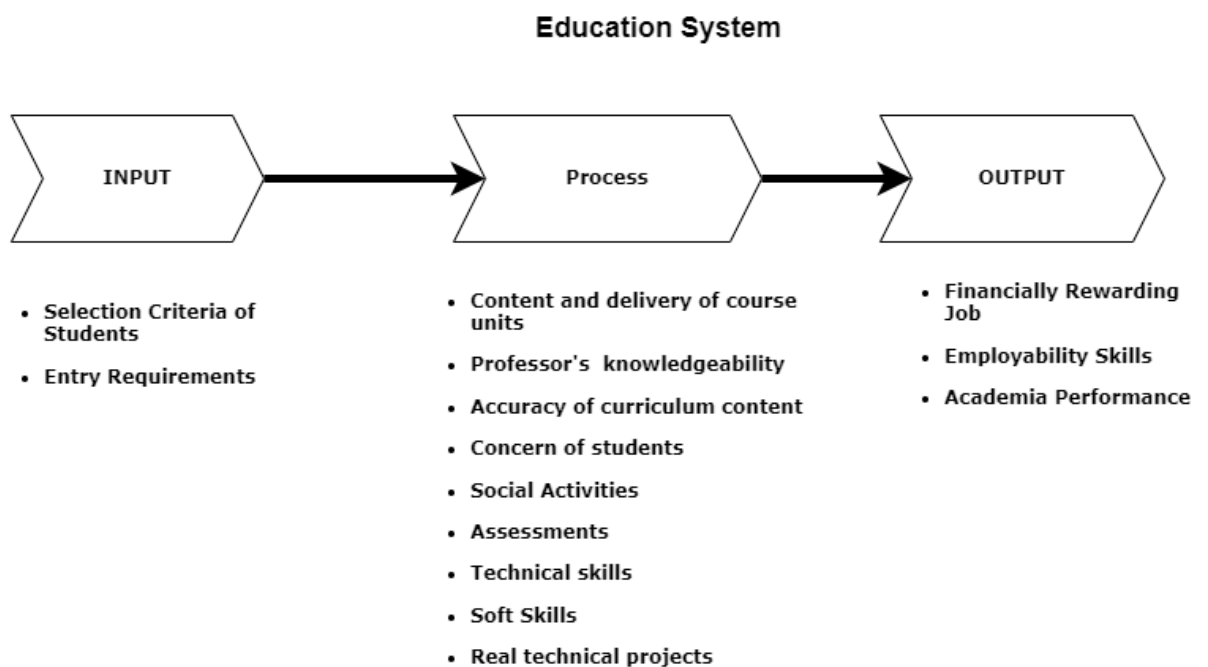 Education System
INPUT
Process
OUTPUT
• Selection Criteria of
Students
• Entry Requirements
• Content and delivery of course
units
• Professor's knowledgeability
• Accuracy of curriculum content
• Concern of students
• Social Activities
• Assessments
• Technical skills
• Soft Skills
• Real technical projects
• Financially Rewarding
Job
• Employability Skills
• Academia Performance